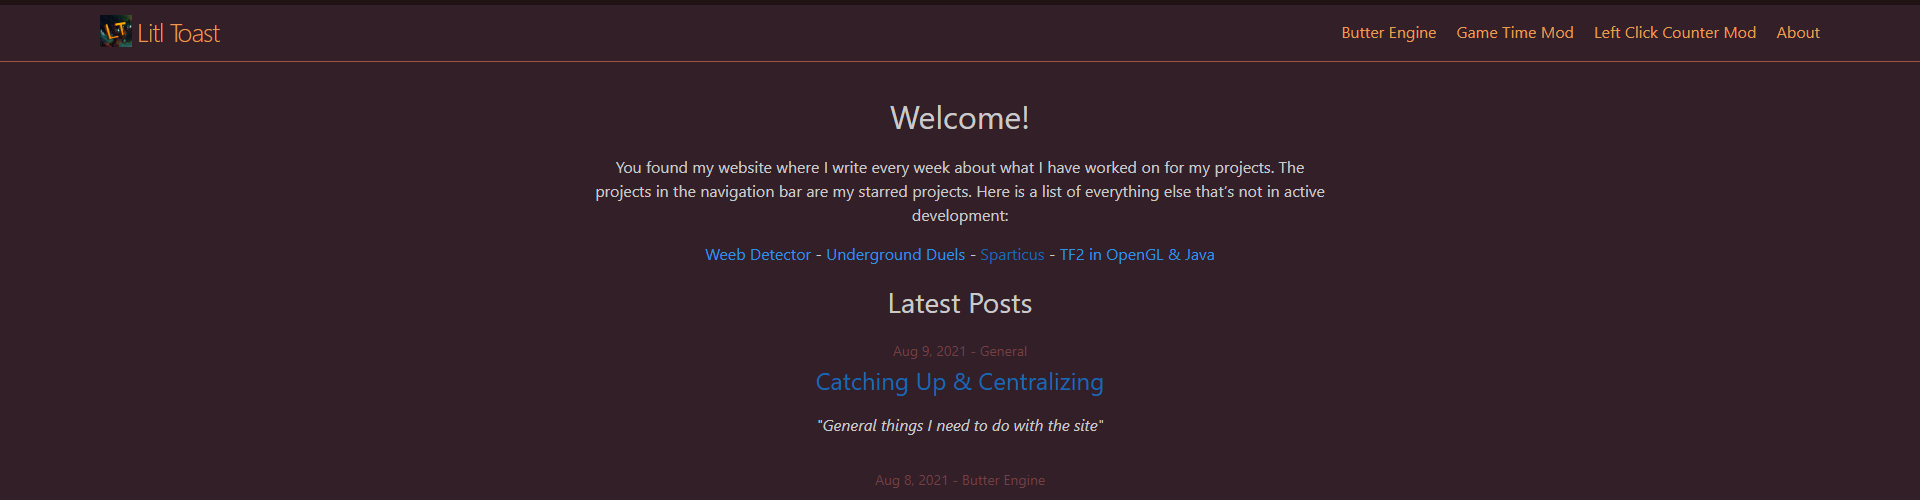 LT Litl Toast
Butter Engine Game Time Mod Left Click Counter Mod About
Welcome!
You found my website where I write every week about what I have worked on for my projects. The
projects in the navigation bar are my starred projects. Here is a list of everything else that’s not in active
development:
Weeb Detector - Underground Duels - Sparticus - TF2 in OpenGL & Java
Latest Posts
Aug 9, 2021 - General
Catching Up & Centralizing
"General things I need to do with the site"
Aug 8, 2021 - Butter Engine